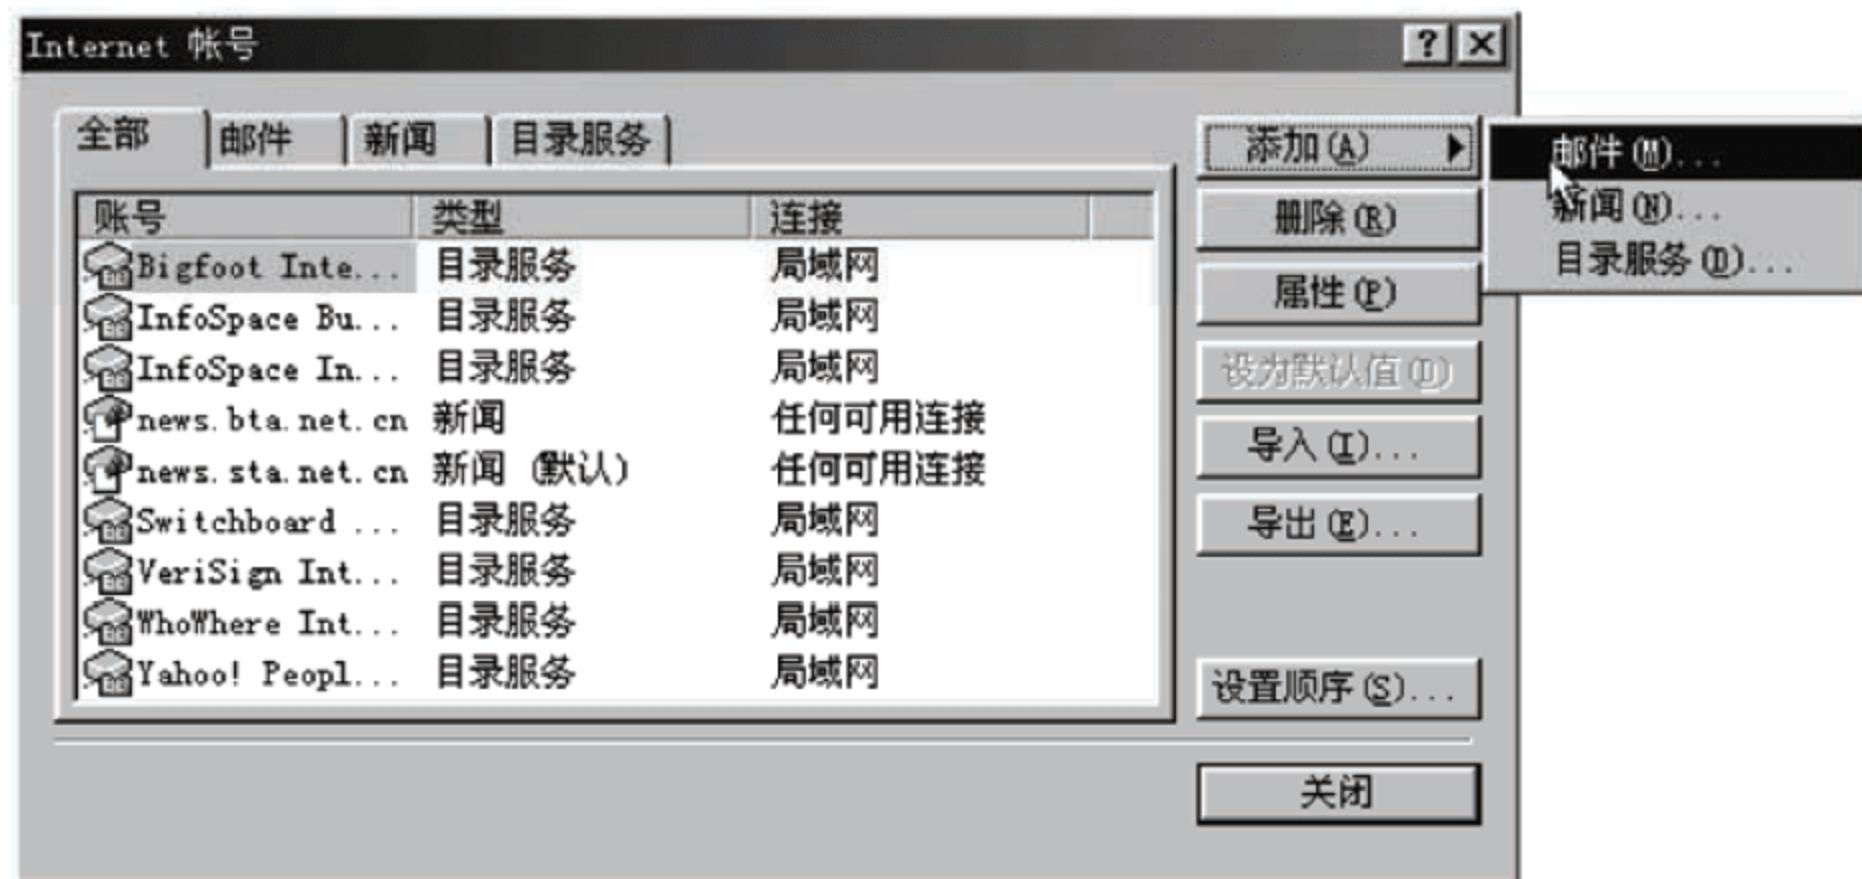 Internet 帐号
全部 邮件 新闻 目录服务
添加(A)
邮件(M)...
新闻(N)...
目录服务(D)...
删除(R)
属性(P)
设为默认值(D)
导入(I)...
导出(E)...
设置顺序(S)...
关闭
账号 类型 连接
Bigfoot Inte... 目录服务 局域网
InfoSpace Bu... 目录服务 局域网
InfoSpace In... 目录服务 局域网
news.bta.net.cn 新闻 任何可用连接
news.sta.net.cn 新闻 (默认) 任何可用连接
Switchboard ... 目录服务 局域网
VeriSign Int... 目录服务 局域网
WhoWhere Int... 目录服务 局域网
Yahoo! Peopl... 目录服务 局域网